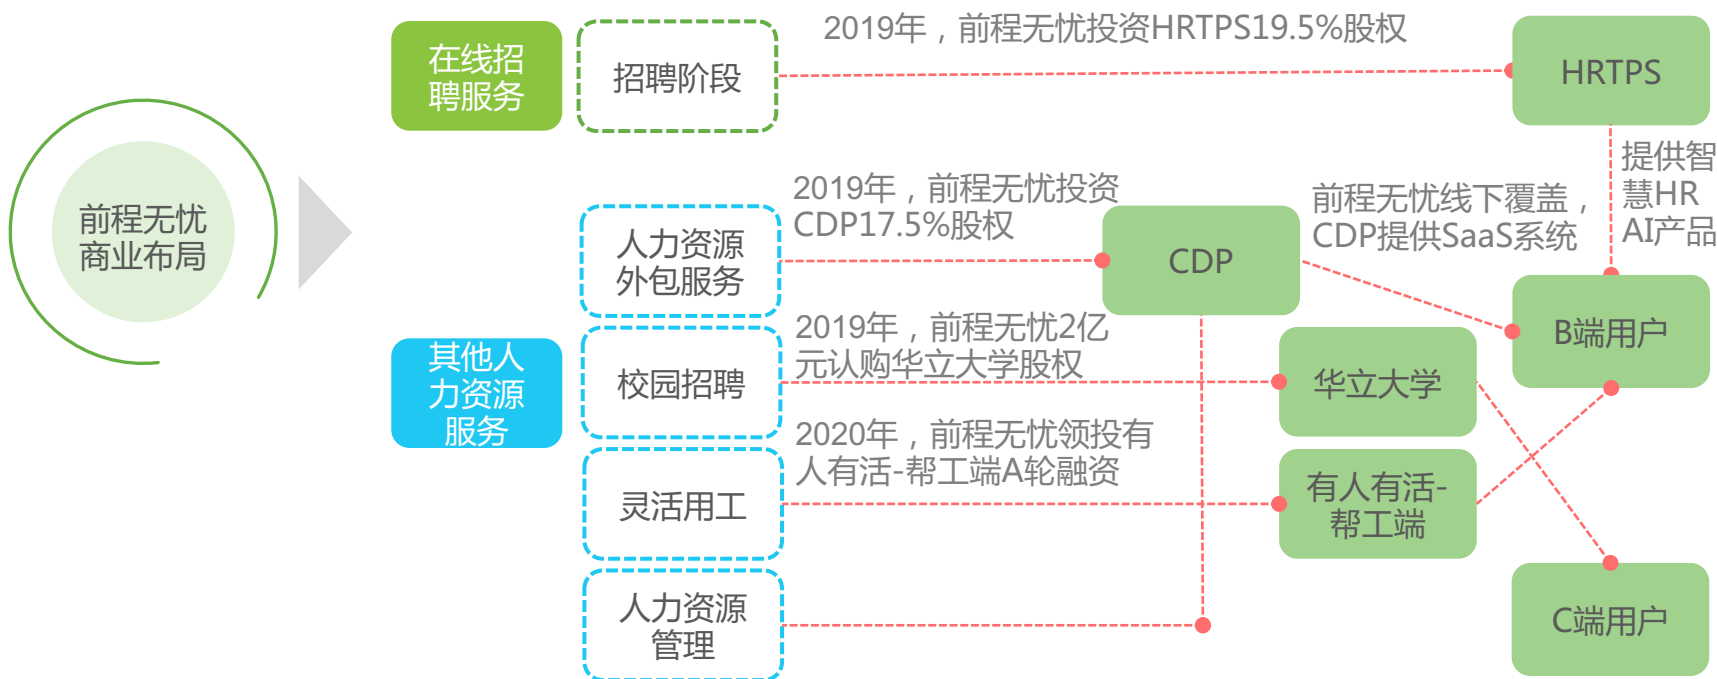 前程无忧
商业布局
在线招
聘服务
招聘阶段
2019年，前程无忧投资HRTPS19.5%股权
HRTPS
提供智
慧HR
AI产品
人力资源
外包服务
2019年，前程无忧投资
CDP17.5%股权
CDP
前程无忧线下覆盖，
CDP提供SaaS系统
B端用户
其他人
力资源
服务
校园招聘
2019年，前程无忧2亿
元认购华立大学股权
华立大学
灵活用工
2020年，前程无忧领投有
人有活-帮工端A轮融资
有人有活-
帮工端
人力资源
管理
C端用户